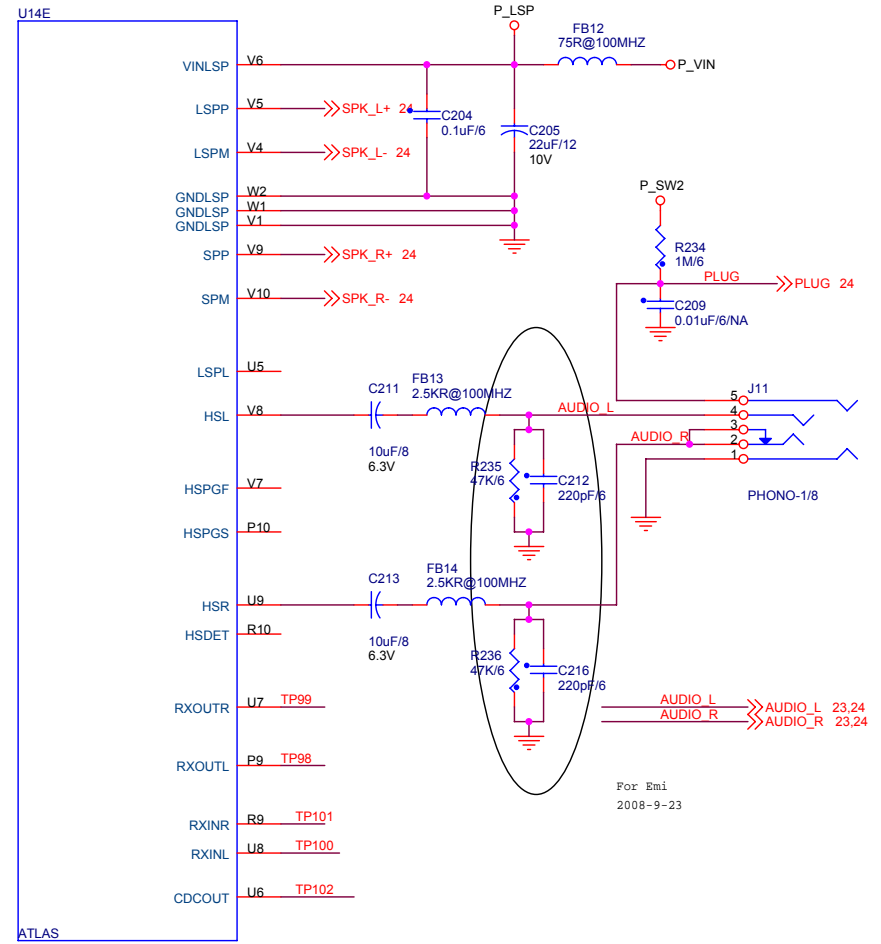 U14E
P_LSP
FB12
75R@100MHZ
VINLSP V6
P_VIN
LSPP V5 SPK_L+ 24
C204
0.1uF/6
C205
22uF/12
10V
LSPM V4 SPK_L- 24
GNDLSP W2
GNDLSP W1
GNDLSP V1
P_SW2
SPP V9 SPK_R+ 24
R234
1M/6
PLUG
PLUG 24
SPM V10 SPK_R- 24
C209
0.01uF/6/NA
LSPL U5
C211
FB13
2.5KR@100MHZ
J11
HSL V8
AUDIO_L
5
4
3
2
1
10uF/8
6.3V
AUDIO_R
R235
47K/6
C212
220pF/6
HSPGF V7
PHONO-1/8
HSPGS P10
C213
FB14
2.5KR@100MHZ
HSR U9
HSDET R10
10uF/8
6.3V
R236
47K/6
C216
220pF/6
RXOUTR U7 TP99
AUDIO_L AUDIO_L 23,24
AUDIO_R AUDIO_R 23,24
RXOUTL P9 TP98
For Emi
2008-9-23
RXINR R9 TP101
RXINL U8 TP100
CDCOUT U6 TP102
ATLAS